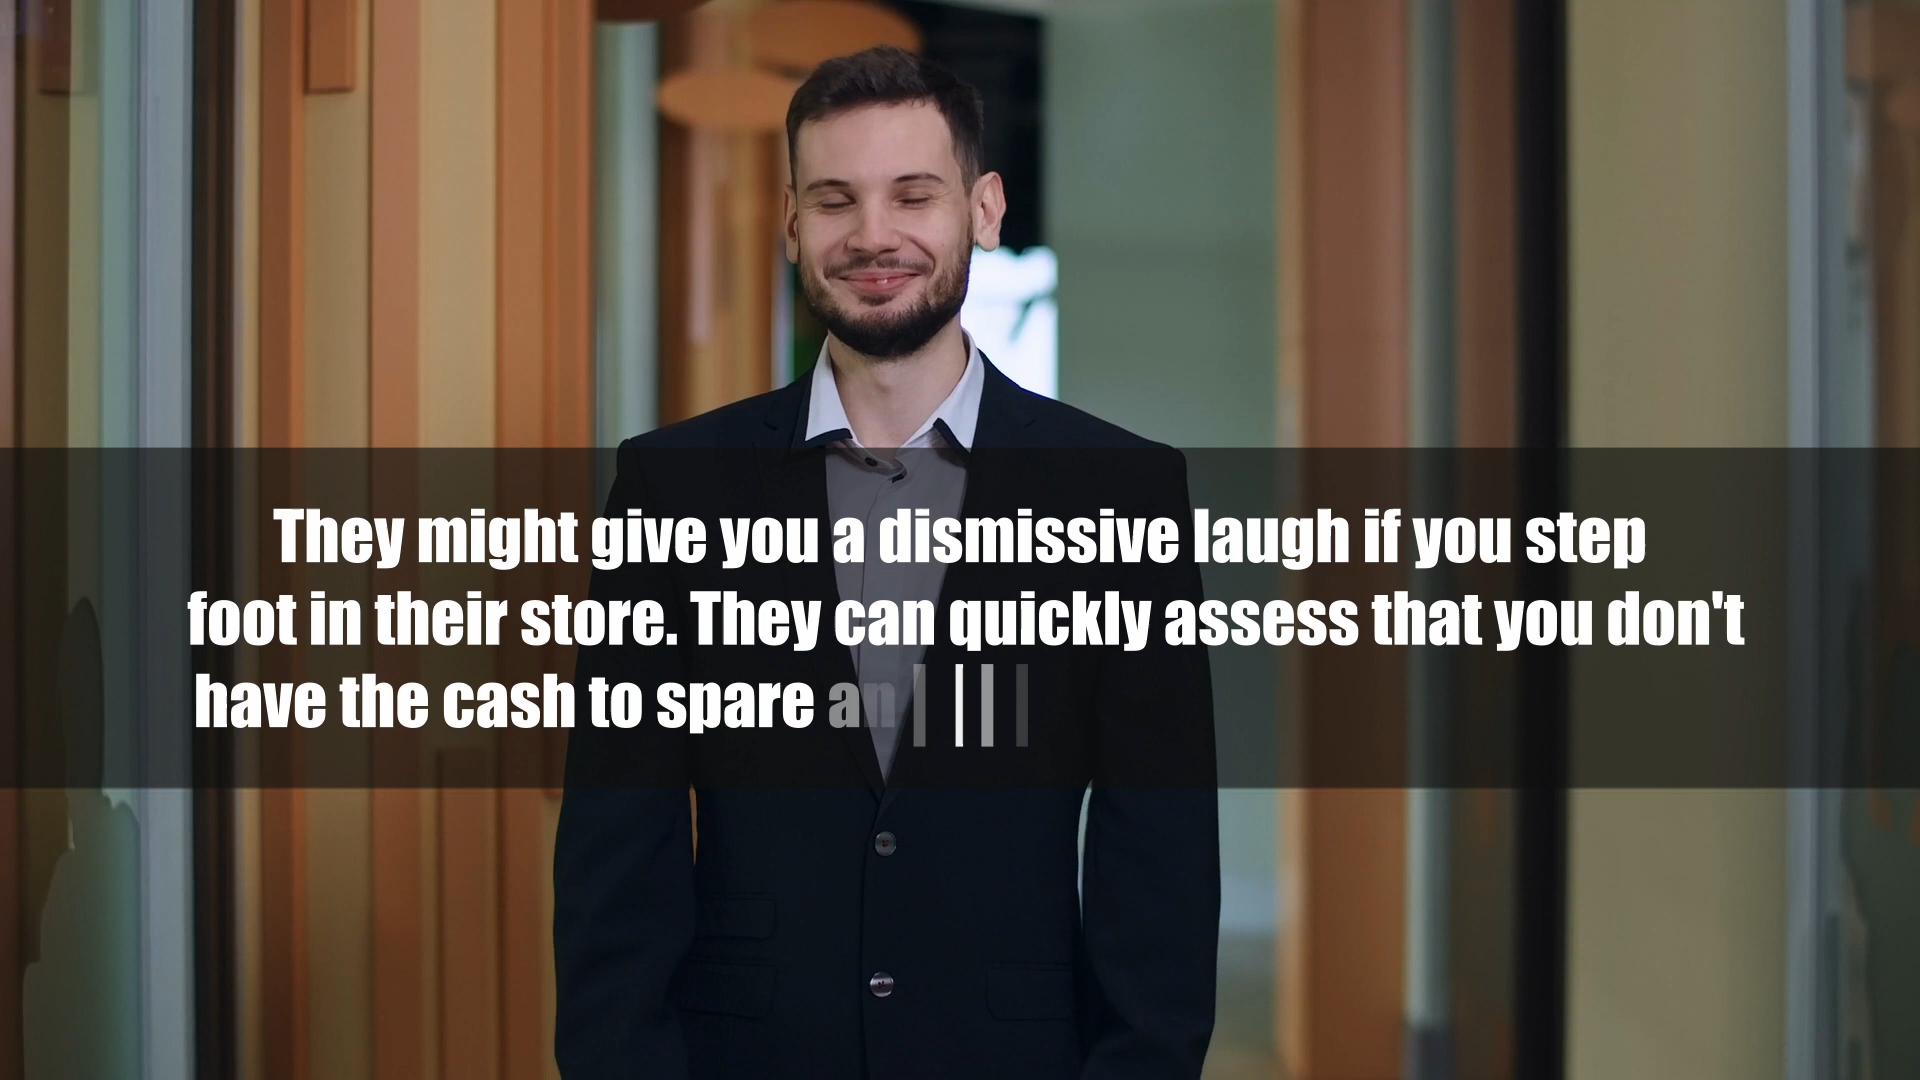 They might give you a dismissive laugh if you step
foot in their store. They can quickly assess that you don't
have the cash to spare an